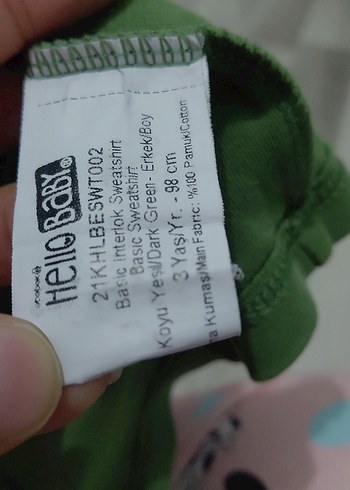 Hello BABY®
21KHLBESWT002
Basic interlok Sweatshirt
Basic Sweatshirt
Koyu Yeşil/Dark Green- Erkek/Boy
3 Yaş/Yr. - 98 cm
Kumaş/Main Fabric: %100 Pamuk/Cotton